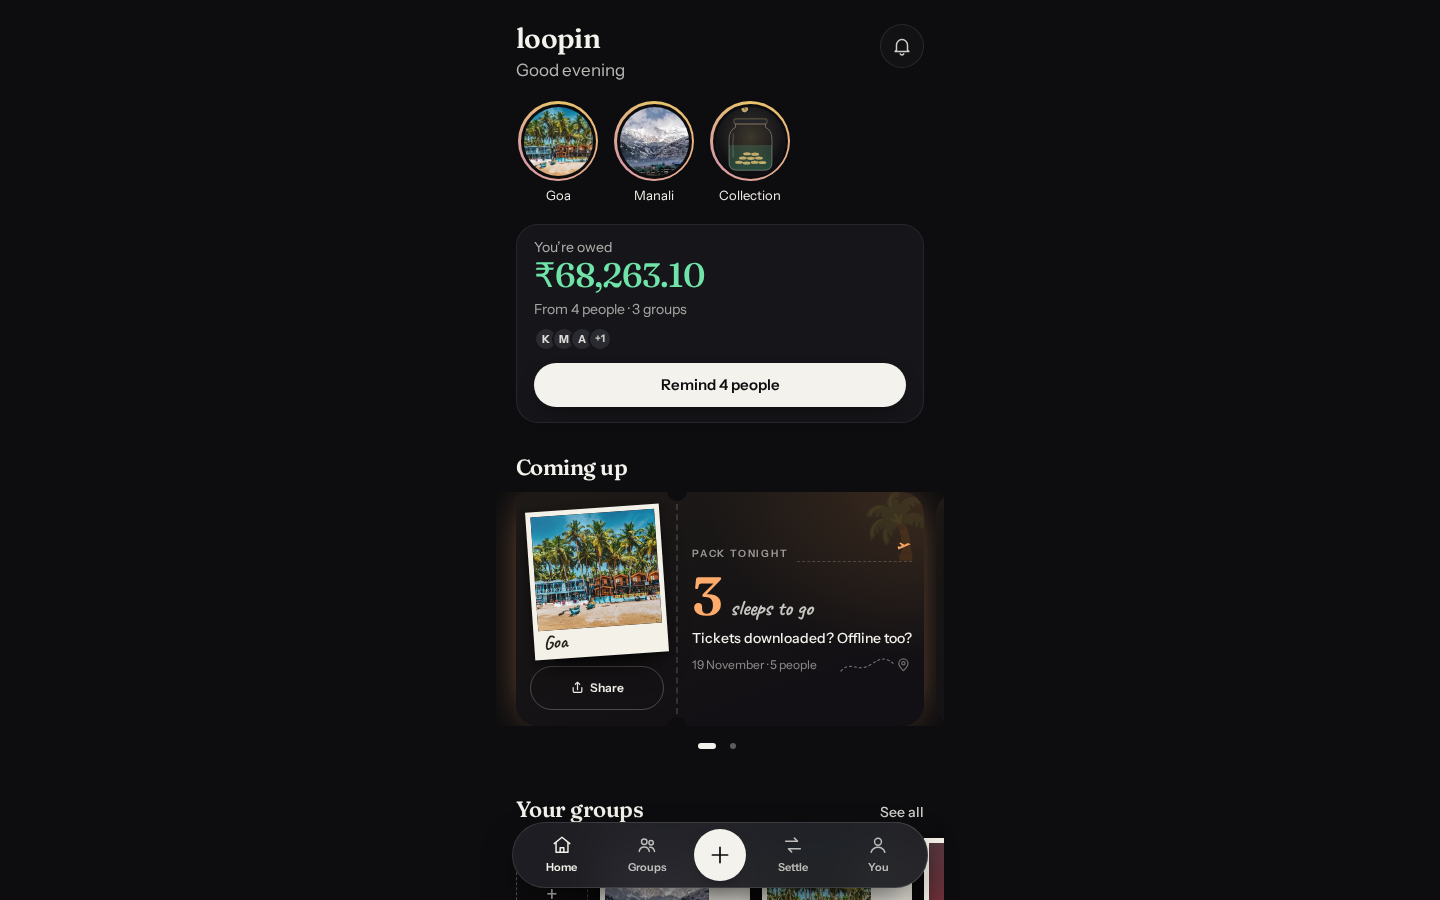 loopin
Good evening
Goa
Manali
Collection
You're owed
₹68,263.10
From 4 people · 3 groups
K M A +1
Remind 4 people
Coming up
Goa
Share
PACK TONIGHT
3 sleeps to go
Tickets downloaded? Offline too?
19 November · 5 people
Your groups
See all
Home
Groups
Settle
You